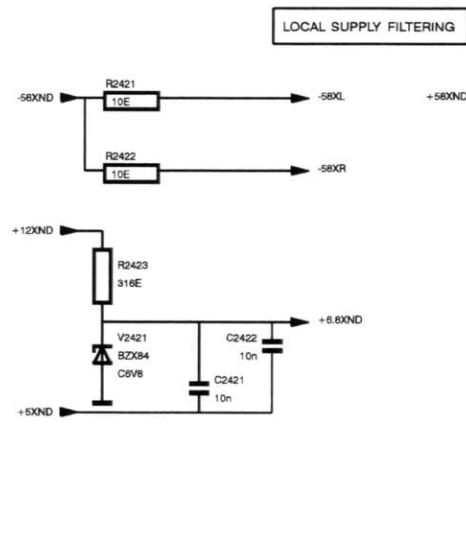 LOCAL SUPPLY FILTERING
R2421
-58XND
10E
-58XL
+58XND
R2422
10E
-58XR
+12XND
R2423
316E
+6.8XND
V2421
BZX84
C6V8
C2422
10n
C2421
10n
+5XND